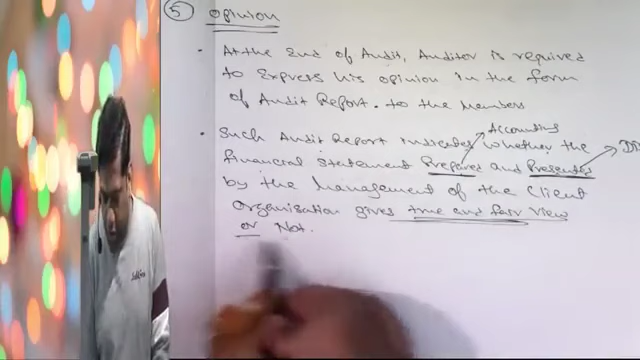 5 Opinion
• At the End of Audit, Auditor is required
to Express his opinion in the form
of Audit Report. to the Members
Accounting
• Such Audit Report indicates whether the
financial statement Prepared and Presented
by the Management of the Client
Organisation gives true and fair view
or Not.